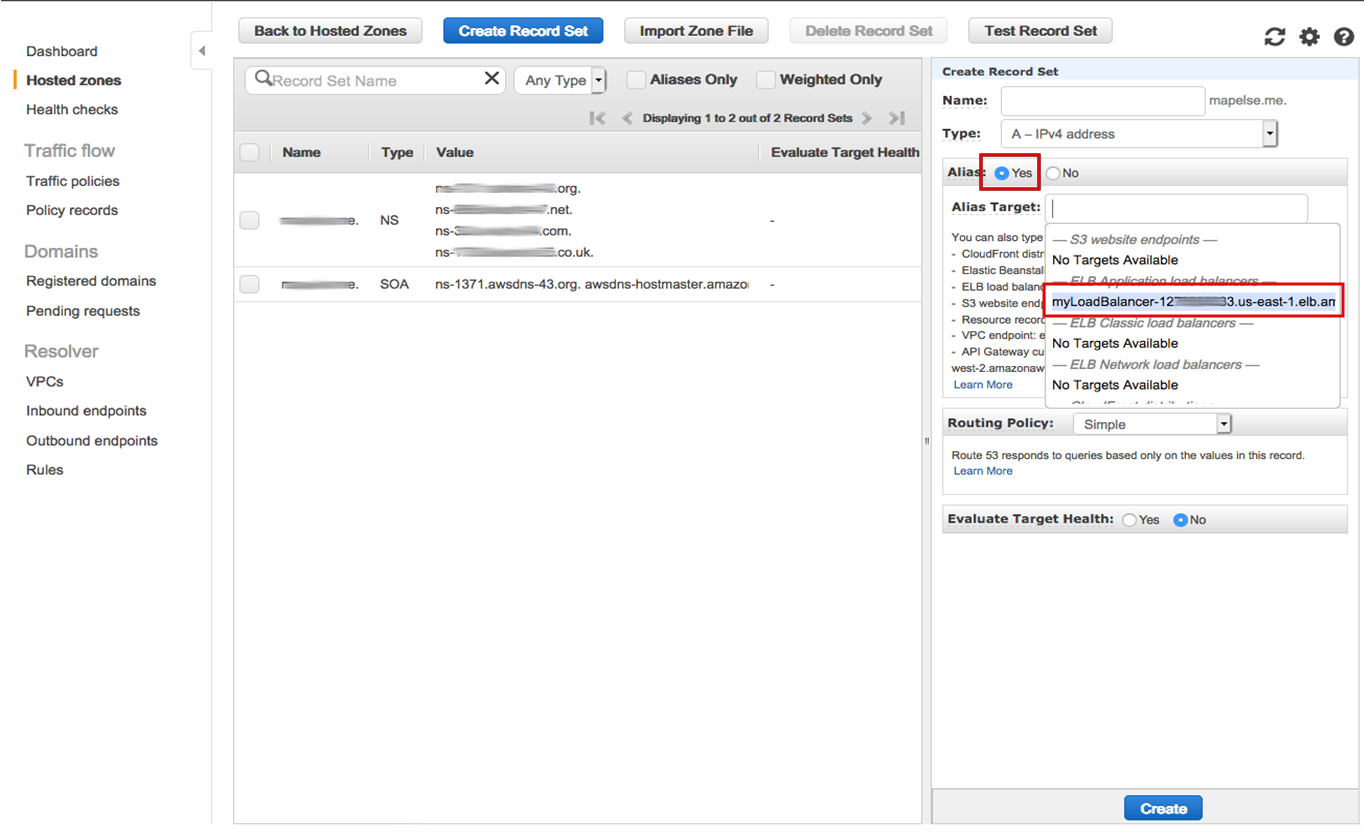 Dashboard
Hosted zones
Health checks
Traffic flow
Traffic policies
Policy records
Domains
Registered domains
Pending requests
Resolver
VPCs
Inbound endpoints
Outbound endpoints
Rules
Back to Hosted Zones
Create Record Set
Import Zone File
Delete Record Set
Test Record Set
Record Set Name
Any Type
Aliases Only
Weighted Only
Displaying 1 to 2 out of 2 Record Sets
Name Type Value Evaluate Target Health
ns- .org.
ns- .net.
e. NS -
ns-3 .com.
ns- .co.uk.
e. SOA ns-1371.awsdns-43.org. awsdns-hostmaster.amazo -
Create Record Set
Name: mapelse.me.
Type: A – IPv4 address
Alias: Yes No
Alias Target:
You can also type
- CloudFront distri
- Elastic Beanstal
- ELB load balanc
- S3 website endp
- Resource record
- VPC endpoint: e
- API Gateway cu
west-2.amazonaw
Learn More
— S3 website endpoints —
No Targets Available
— ELB Application load balancers —
myLoadBalancer-12 3.us-east-1.elb.am
— ELB Classic load balancers —
No Targets Available
— ELB Network load balancers —
No Targets Available
Routing Policy: Simple
Route 53 responds to queries based only on the values in this record.
Learn More
Evaluate Target Health: Yes No
Create